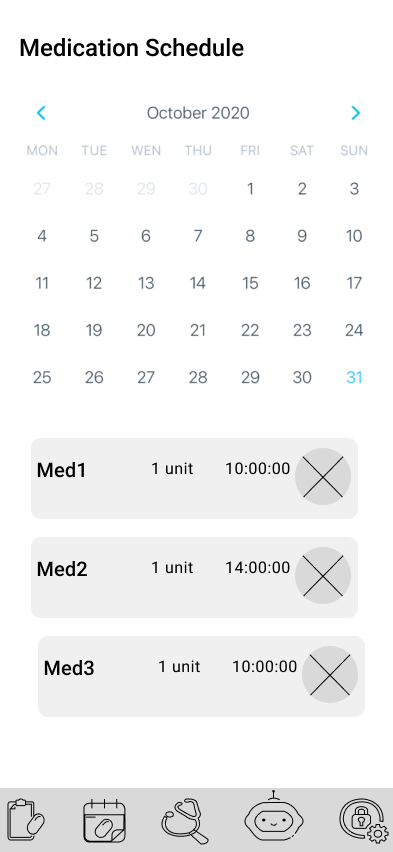 Medication Schedule
October 2020
MON TUE WEN THU FRI SAT SUN
27 28 29 30 1 2 3
4 5 6 7 8 9 10
11 12 13 14 15 16 17
18 19 20 21 22 23 24
25 26 27 28 29 30 31
Med1 1 unit 10:00:00
Med2 1 unit 14:00:00
Med3 1 unit 10:00:00